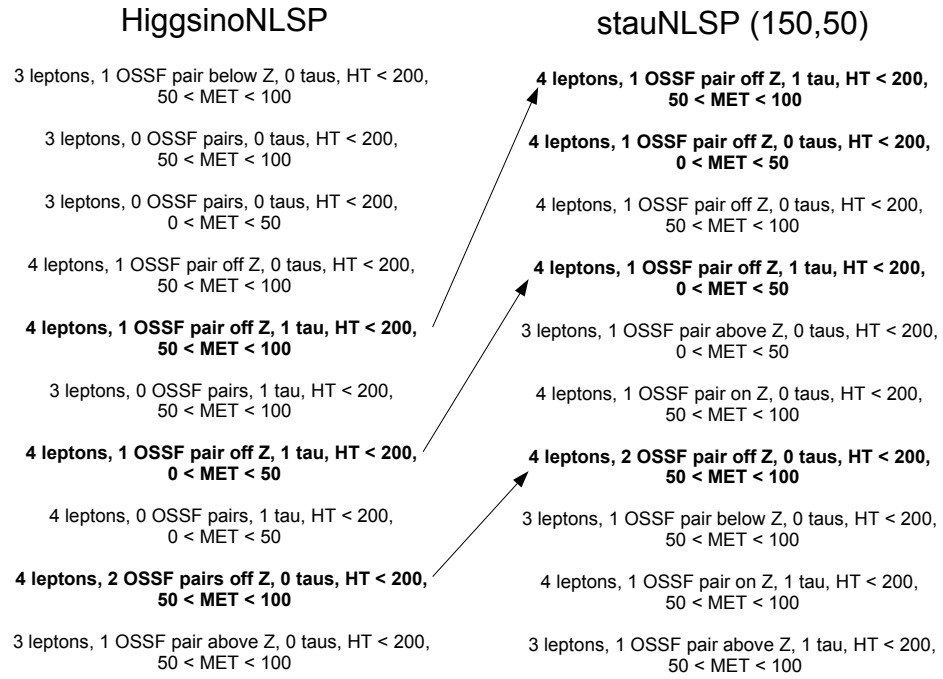 HiggsinoNLSP
3 leptons, 1 OSSF pair below Z, 0 taus, HT < 200,
50 < MET < 100
3 leptons, 0 OSSF pairs, 0 taus, HT < 200,
50 < MET < 100
3 leptons, 0 OSSF pairs, 0 taus, HT < 200,
0 < MET < 50
4 leptons, 1 OSSF pair off Z, 0 taus, HT < 200,
50 < MET < 100
4 leptons, 1 OSSF pair off Z, 1 tau, HT < 200,
50 < MET < 100
3 leptons, 0 OSSF pairs, 1 tau, HT < 200,
50 < MET < 100
4 leptons, 1 OSSF pair off Z, 1 tau, HT < 200,
0 < MET < 50
4 leptons, 0 OSSF pairs, 1 tau, HT < 200,
0 < MET < 50
4 leptons, 2 OSSF pairs off Z, 0 taus, HT < 200,
50 < MET < 100
3 leptons, 1 OSSF pair above Z, 0 taus, HT < 200,
50 < MET < 100
stauNLSP (150,50)
4 leptons, 1 OSSF pair off Z, 1 tau, HT < 200,
50 < MET < 100
4 leptons, 1 OSSF pair off Z, 0 taus, HT < 200,
0 < MET < 50
4 leptons, 1 OSSF pair off Z, 0 taus, HT < 200,
50 < MET < 100
4 leptons, 1 OSSF pair off Z, 1 tau, HT < 200,
0 < MET < 50
3 leptons, 1 OSSF pair above Z, 0 taus, HT < 200,
0 < MET < 50
4 leptons, 1 OSSF pair on Z, 0 taus, HT < 200,
50 < MET < 100
4 leptons, 2 OSSF pair off Z, 0 taus, HT < 200,
50 < MET < 100
3 leptons, 1 OSSF pair below Z, 0 taus, HT < 200,
50 < MET < 100
4 leptons, 1 OSSF pair on Z, 1 tau, HT < 200,
50 < MET < 100
3 leptons, 1 OSSF pair above Z, 1 tau, HT < 200,
50 < MET < 100